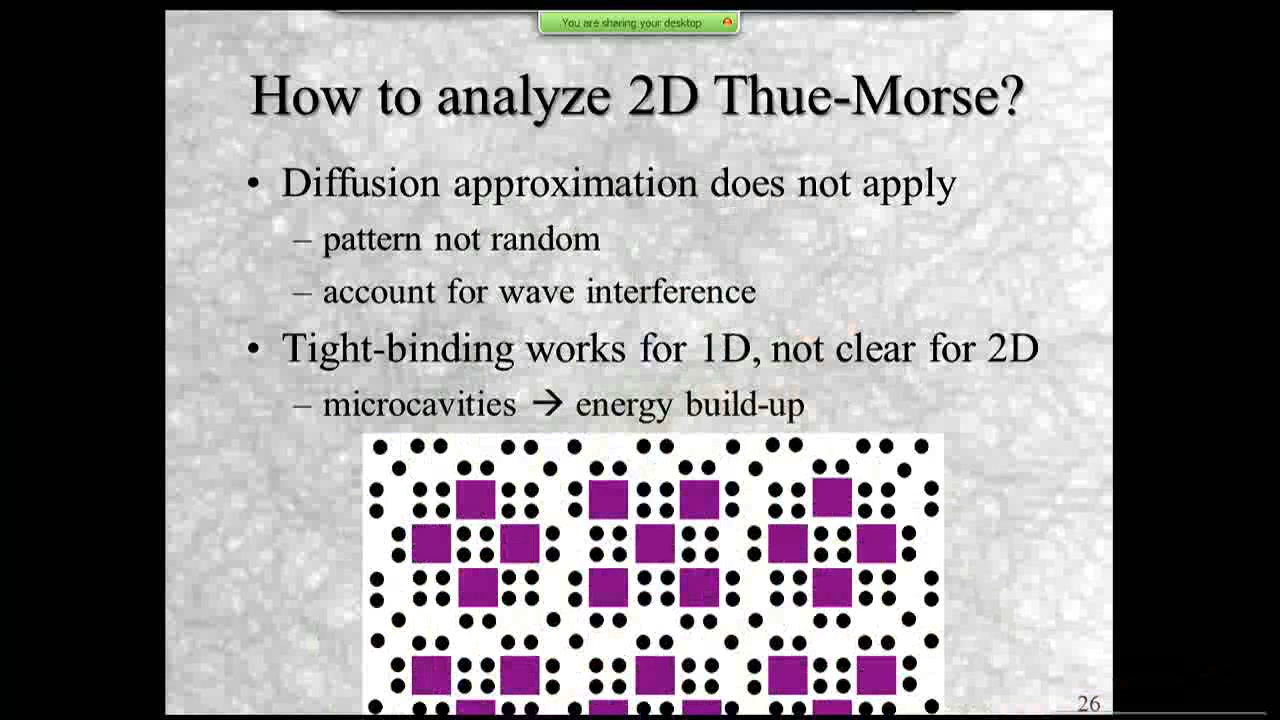 You are sharing your desktop
How to analyze 2D Thue-Morse?
• Diffusion approximation does not apply
– pattern not random
– account for wave interference
• Tight-binding works for 1D, not clear for 2D
– microcavities → energy build-up
26